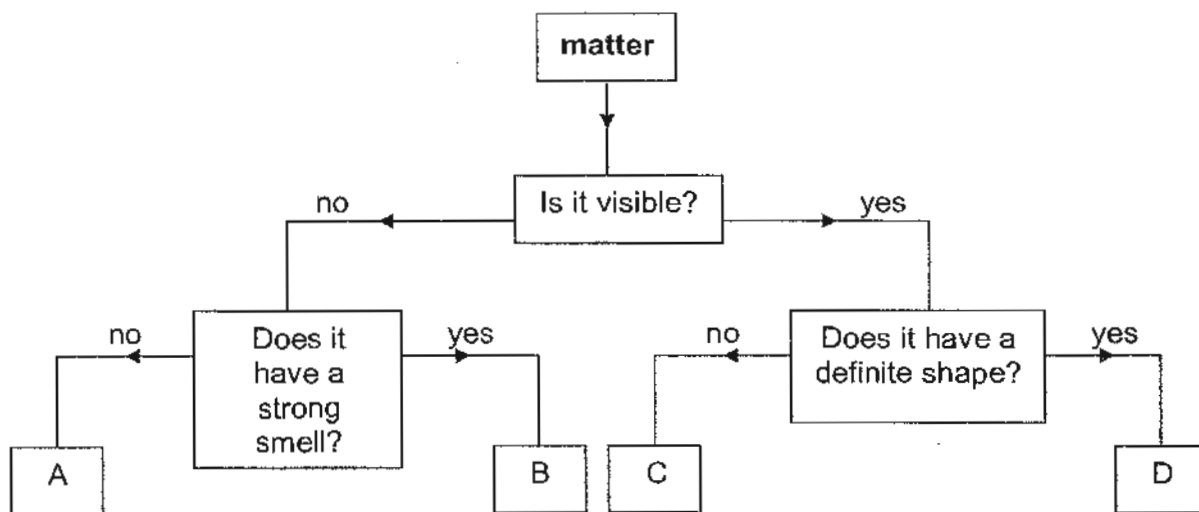 matter
Is it visible?
no
yes
Does it
have a
strong
smell?
no
yes
Does it have a
definite shape?
no
yes
A
B
C
D